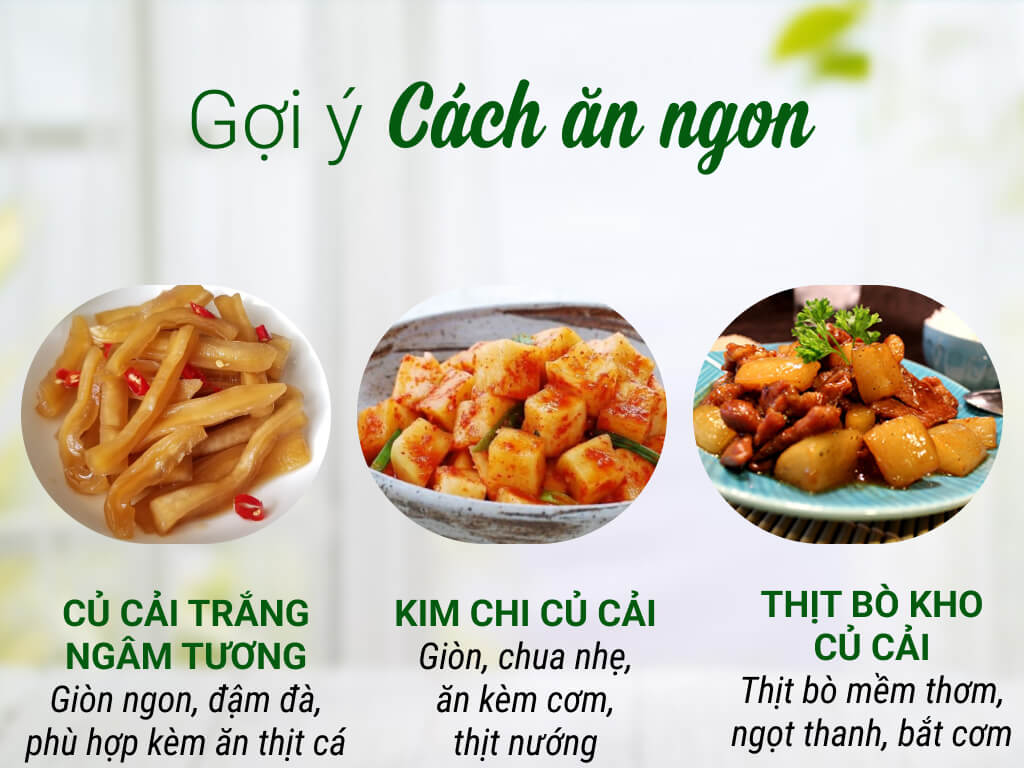 Gợi ý Cách ăn ngon
CỦ CẢI TRẮNG
NGÂM TƯƠNG
Giòn ngon, đậm đà,
phù hợp kèm ăn thịt cá
KIM CHI CỦ CẢI
Giòn, chua nhẹ,
ăn kèm cơm,
thịt nướng
THỊT BÒ KHO
CỦ CẢI
Thịt bò mềm thơm,
ngọt thanh, bắt cơm